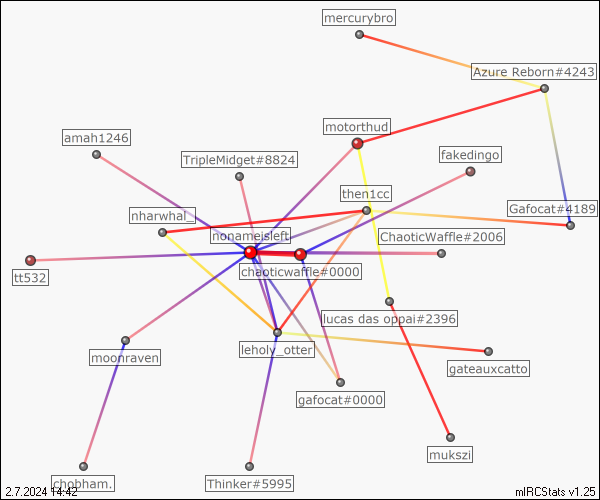 mercurybro
Azure Reborn#4243
motorthud
amah1246
TripleMidget#8824
fakedingo
then1cc
nharwhal_
Gafocat#4189
nonameisleft
ChaoticWaffle#2006
chaoticwaffle#0000
tt532
lucas das oppai#2396
leholy_otter
moonraven
gateauxcatto
gafocat#0000
mukszi
chobham.
Thinker#5995
2.7.2024 14:42
mIRCStats v1.25